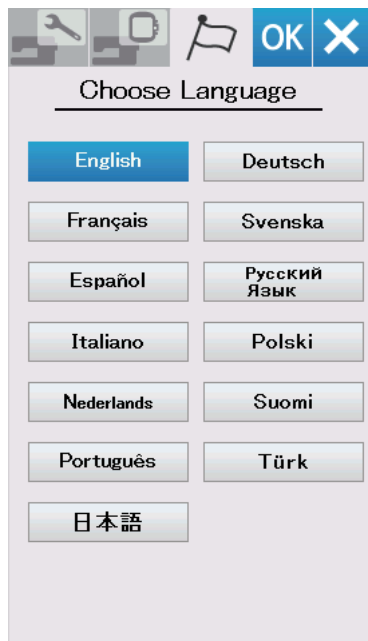 OK
Choose Language
English
Deutsch
Français
Svenska
Español
Русский
Язык
Italiano
Polski
Nederlands
Suomi
Português
Türk
日本語